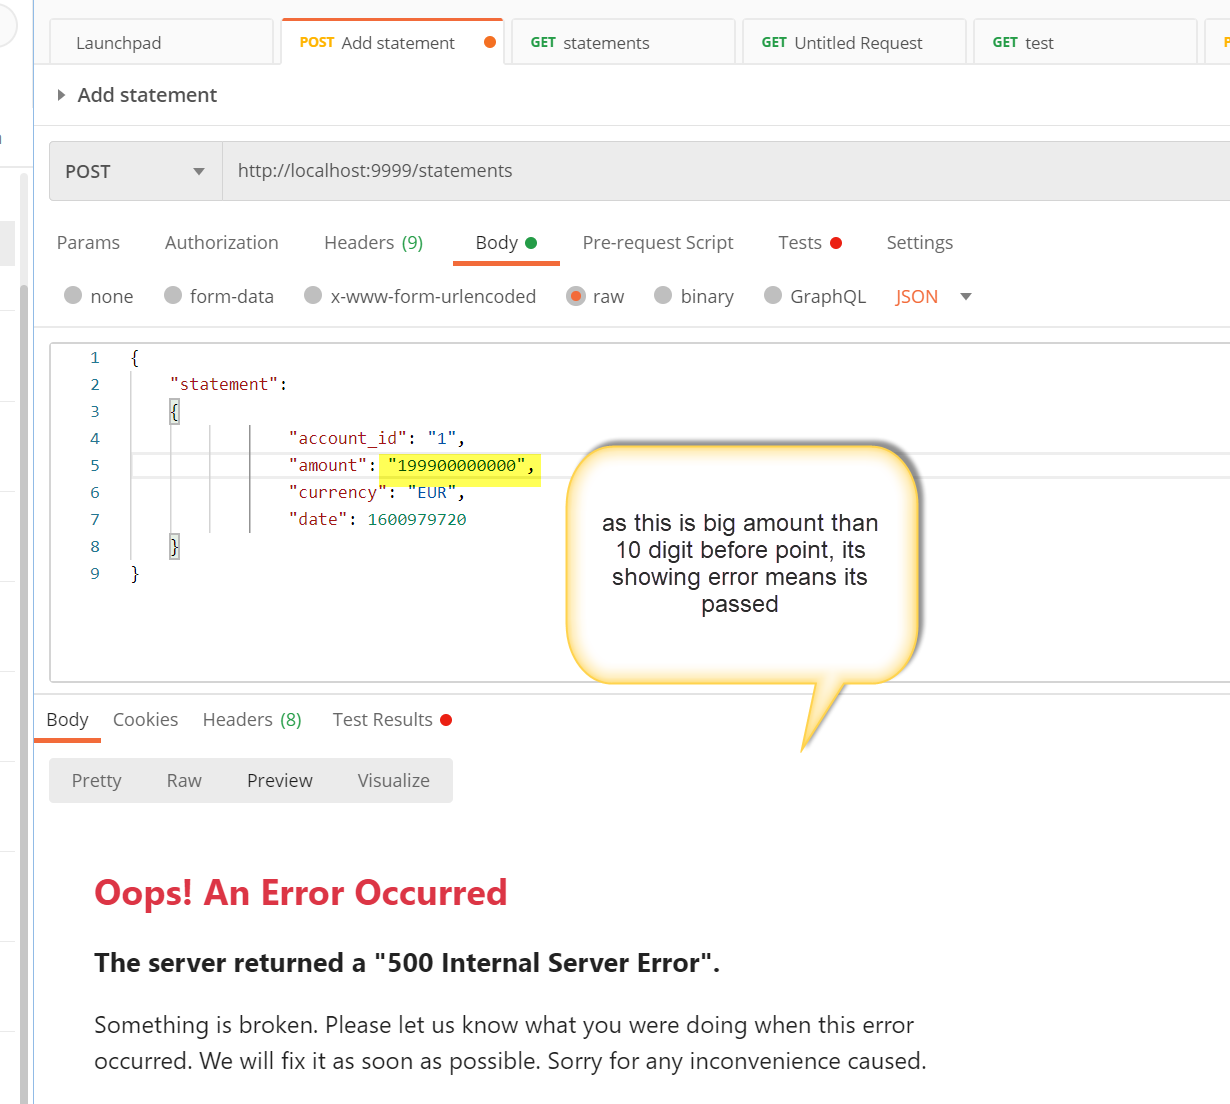 Launchpad
POST Add statement
GET statements
GET Untitled Request
GET test
Add statement
POST
http://localhost:9999/statements
Params Authorization Headers (9) Body Pre-request Script Tests Settings
none form-data x-www-form-urlencoded raw binary GraphQL JSON
1 {
2 "statement":
3 {
4 "account_id": "1",
5 "amount": "199900000000",
6 "currency": "EUR",
7 "date": 1600979720
8 }
9 }
as this is big amount than
10 digit before point, its
showing error means its
passed
Body Cookies Headers (8) Test Results
Pretty Raw Preview Visualize
Oops! An Error Occurred
The server returned a "500 Internal Server Error".
Something is broken. Please let us know what you were doing when this error
occurred. We will fix it as soon as possible. Sorry for any inconvenience caused.